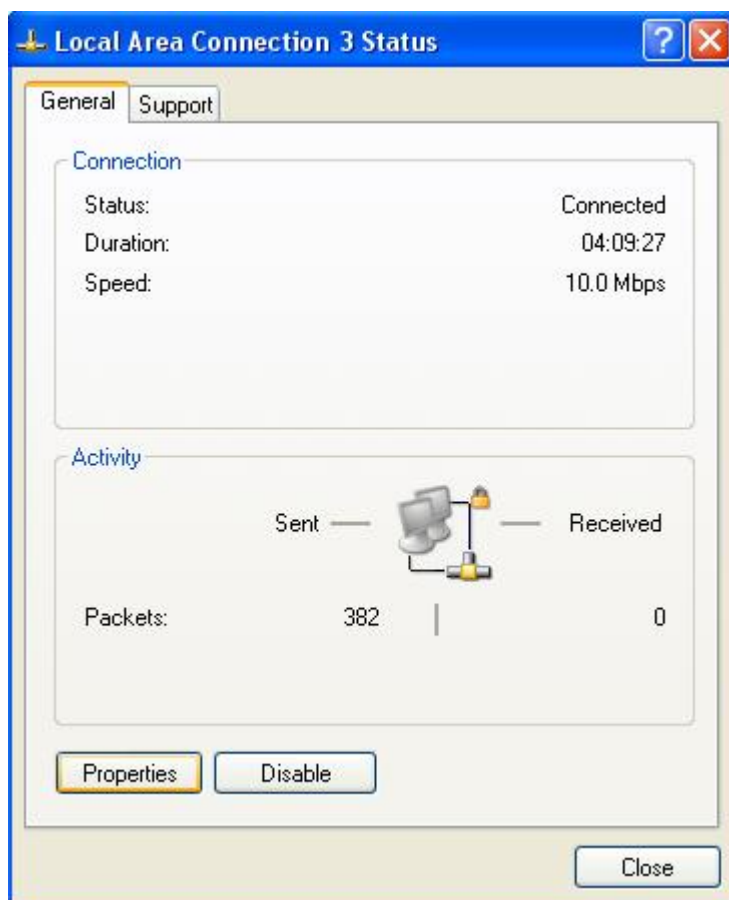 Local Area Connection 3 Status
General Support
Connection
Status: Connected
Duration: 04:09:27
Speed: 10.0 Mbps
Activity
Sent Received
Packets: 382 0
Properties Disable
Close